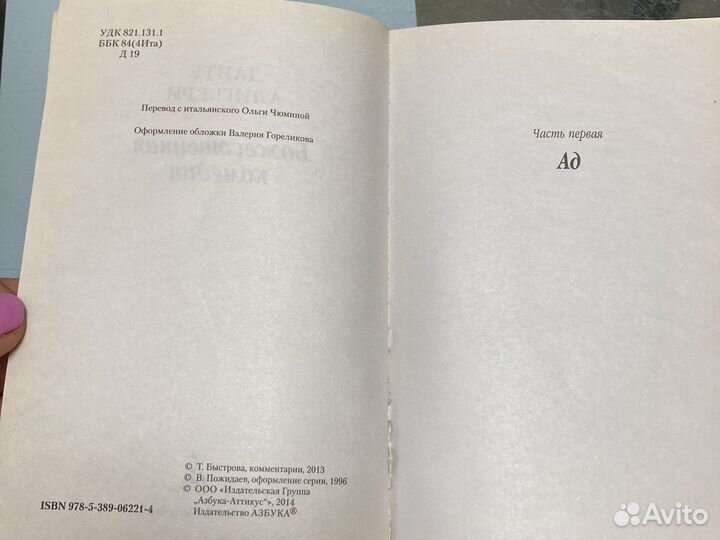 УДК 821.131.1
ББК 84(4Ита)
Д 19
Перевод с итальянского Ольги Чюминой
Оформление обложки Валерия Гореликова
© Т. Быстрова, комментарии, 2013
© В. Пожидаев, оформление серии, 1996
© ООО «Издательская Группа
„Азбука-Аттикус“», 2014
Издательство АЗБУКА®
ISBN 978-5-389-06221-4
Часть первая
Ад
Avito